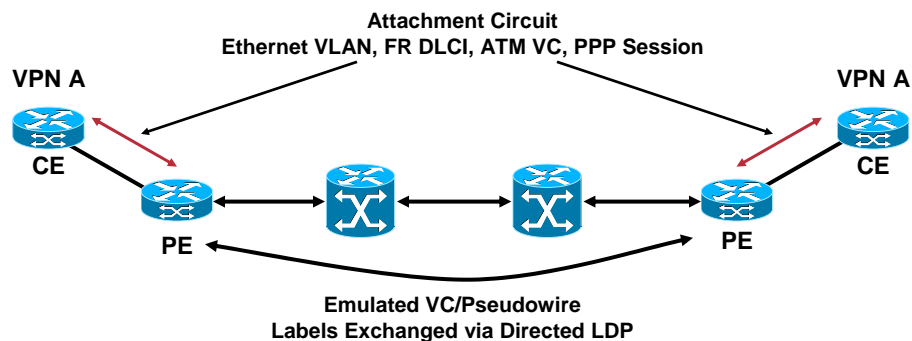 Attachment Circuit
Ethernet VLAN, FR DLCI, ATM VC, PPP Session
VPN A
VPN A
CE
CE
PE
PE
Emulated VC/Pseudowire
Labels Exchanged via Directed LDP